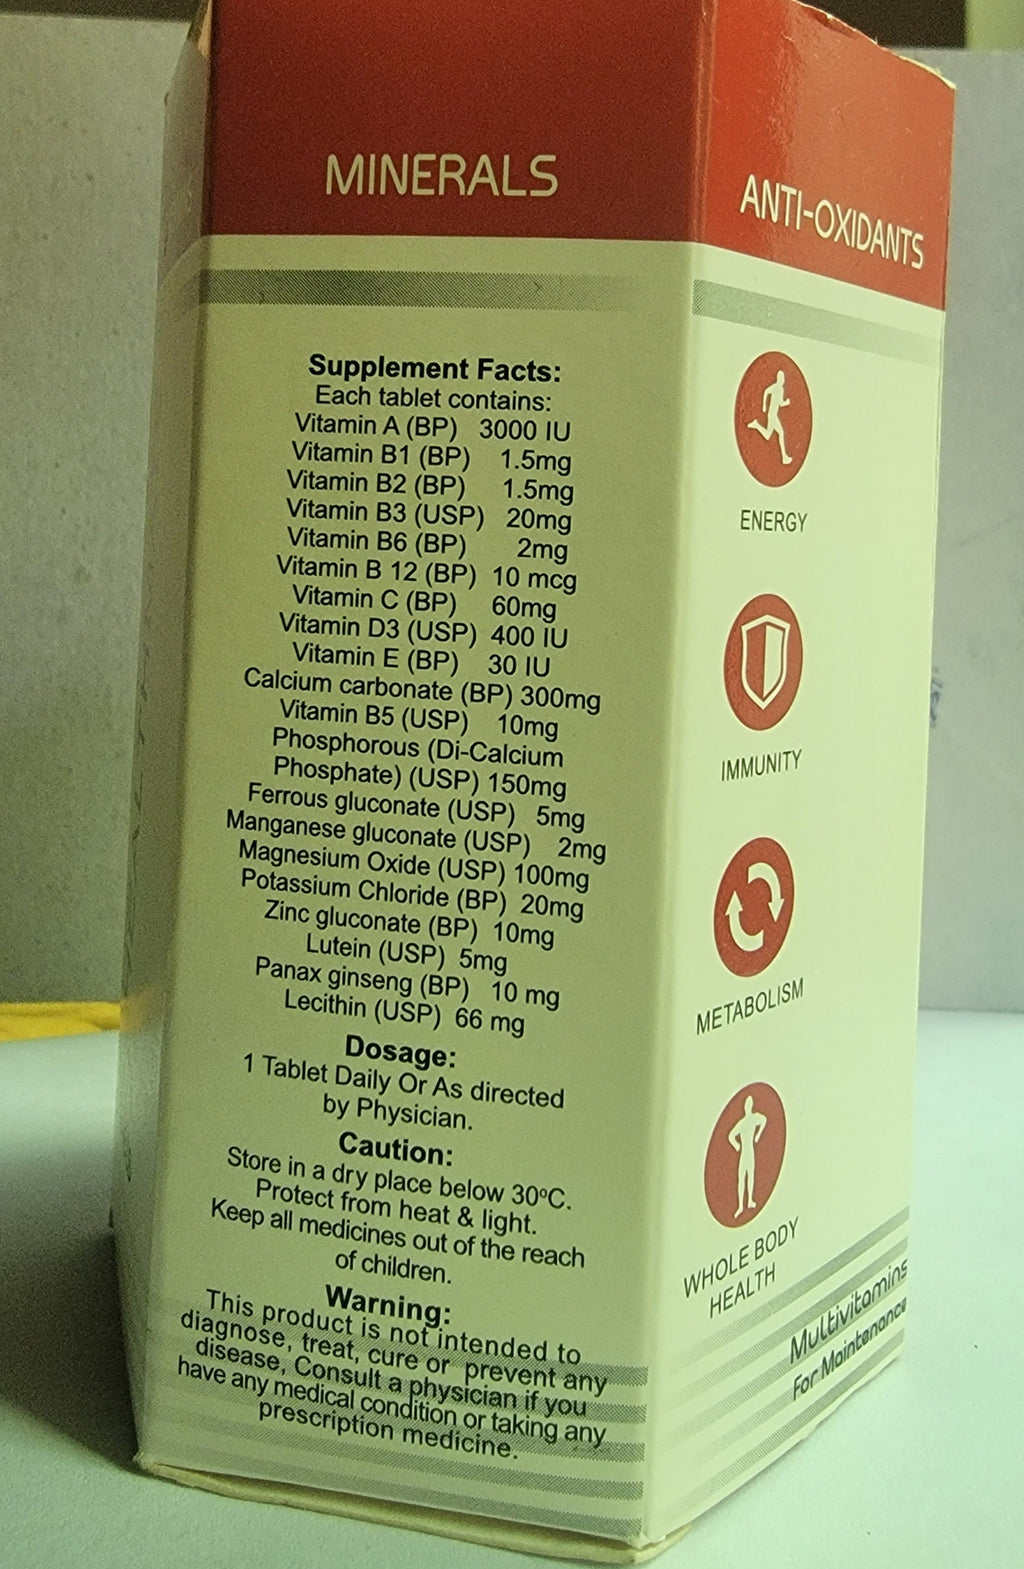 MINERALS
Supplement Facts:
Each tablet contains:
Vitamin A (BP) 3000 IU
Vitamin B1 (BP) 1.5mg
Vitamin B2 (BP) 1.5mg
Vitamin B3 (USP) 20mg
Vitamin B6 (BP) 2mg
Vitamin B 12 (BP) 10 mcg
Vitamin C (BP) 60mg
Vitamin D3 (USP) 400 IU
Vitamin E (BP) 30 IU
Calcium carbonate (BP) 300mg
Vitamin B5 (USP) 10mg
Phosphorous (Di-Calcium
Phosphate) (USP) 150mg
Ferrous gluconate (USP) 5mg
Manganese gluconate (USP) 2mg
Magnesium Oxide (USP) 100mg
Potassium Chloride (BP) 20mg
Zinc gluconate (BP) 10mg
Lutein (USP) 5mg
Panax ginseng (BP) 10 mg
Lecithin (USP) 66 mg
Dosage:
1 Tablet Daily Or As directed
by Physician.
Caution:
Store in a dry place below 30ºC.
Protect from heat & light.
Keep all medicines out of the reach
of children.
Warning:
This product is not intended to
diagnose, treat, cure or prevent any
disease, Consult a physician if you
have any medical condition or taking any
prescription medicine.
ANTI-OXIDANTS
ENERGY
IMMUNITY
METABOLISM
WHOLE BODY
HEALTH
Multivitamins
For Maintenance